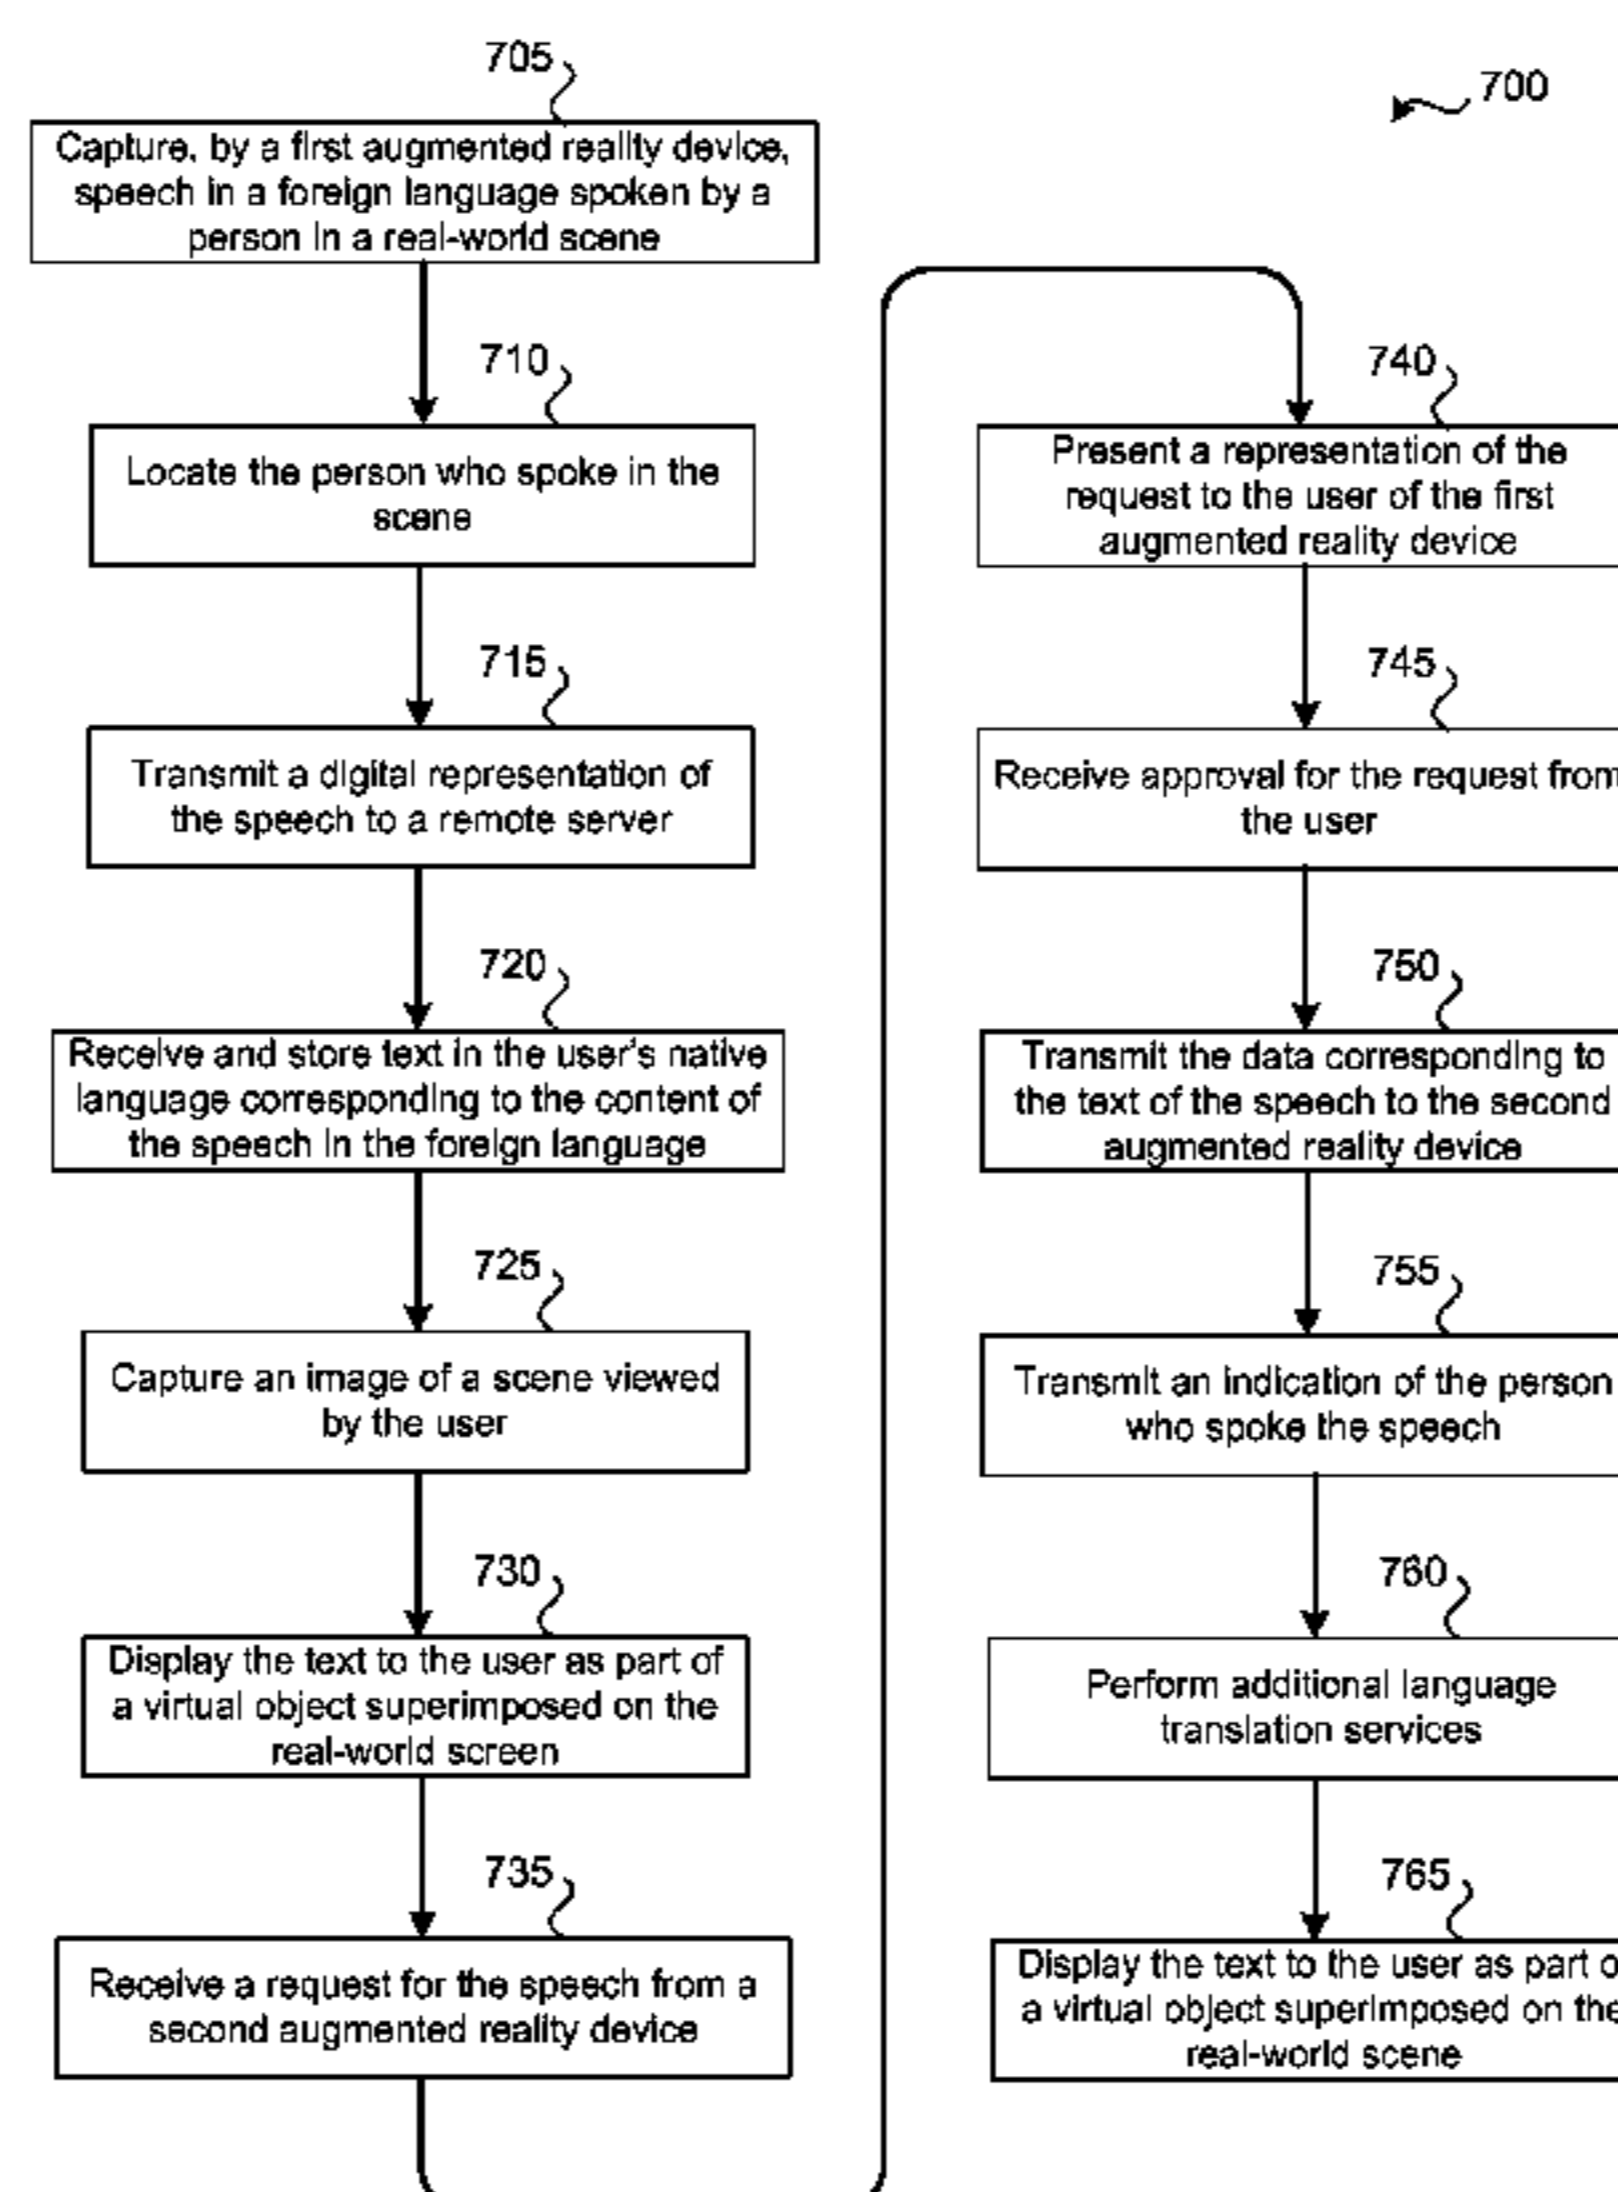 705
700
Capture, by a first augmented reality device,
speech in a foreign language spoken by a
person in a real-world scene
710
Locate the person who spoke in the
scene
715
Transmit a digital representation of
the speech to a remote server
720
Receive and store text in the user's native
language corresponding to the content of
the speech in the foreign language
725
Capture an image of a scene viewed
by the user
730
Display the text to the user as part of
a virtual object superimposed on the
real-world screen
735
Receive a request for the speech from a
second augmented reality device
740
Present a representation of the
request to the user of the first
augmented reality device
745
Receive approval for the request from
the user
750
Transmit the data corresponding to
the text of the speech to the second
augmented reality device
755
Transmit an indication of the person
who spoke the speech
760
Perform additional language
translation services
765
Display the text to the user as part o
a virtual object superimposed on the
real-world scene